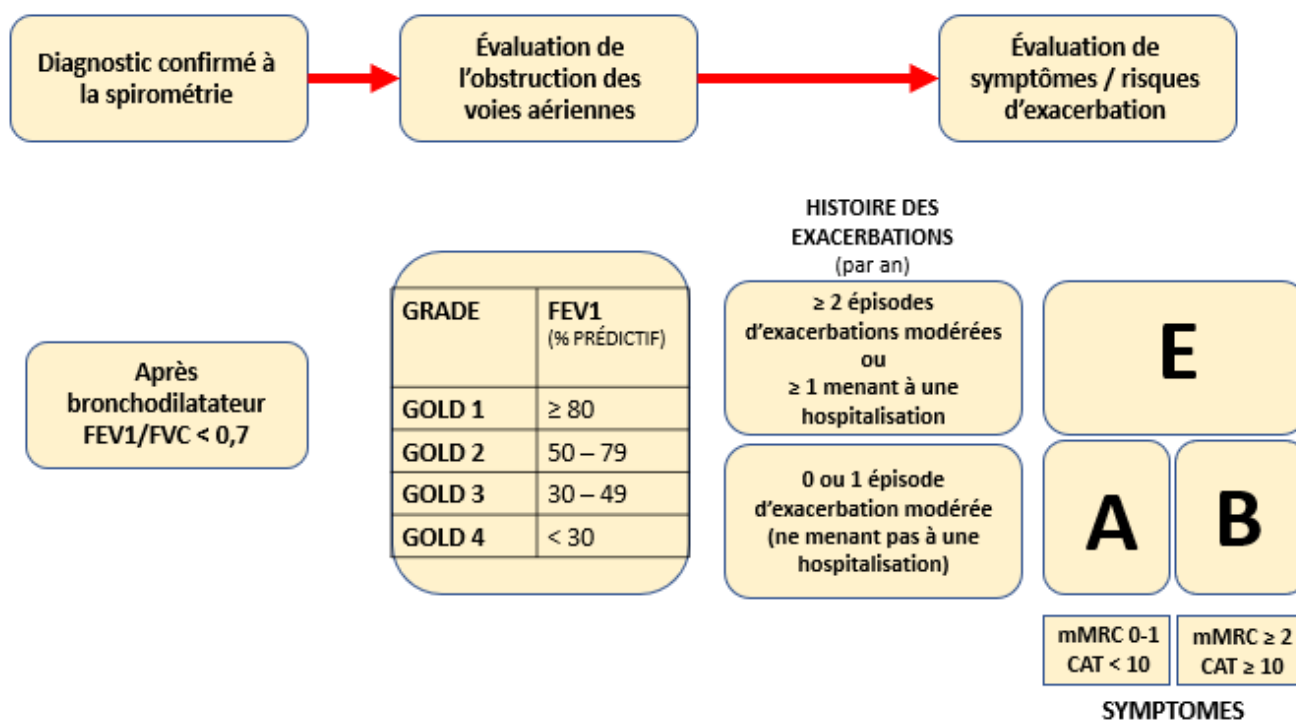 Diagnostic confirmé à
la spirométrie
Évaluation de
l'obstruction des
voies aériennes
Évaluation de
symptômes / risques
d'exacerbation
Après
bronchodilatateur
FEV1/FVC < 0,7
GRADE FEV1
(% PRÉDICTIF)
GOLD 1 ≥ 80
GOLD 2 50 – 79
GOLD 3 30 – 49
GOLD 4 < 30
HISTOIRE DES
EXACERBATIONS
(par an)
≥ 2 épisodes
d'exacerbations modérées
ou
≥ 1 menant à une
hospitalisation
E
0 ou 1 épisode
d'exacerbation modérée
(ne menant pas à une
hospitalisation)
A B
mMRC 0-1
CAT < 10
mMRC ≥ 2
CAT ≥ 10
SYMPTOMES